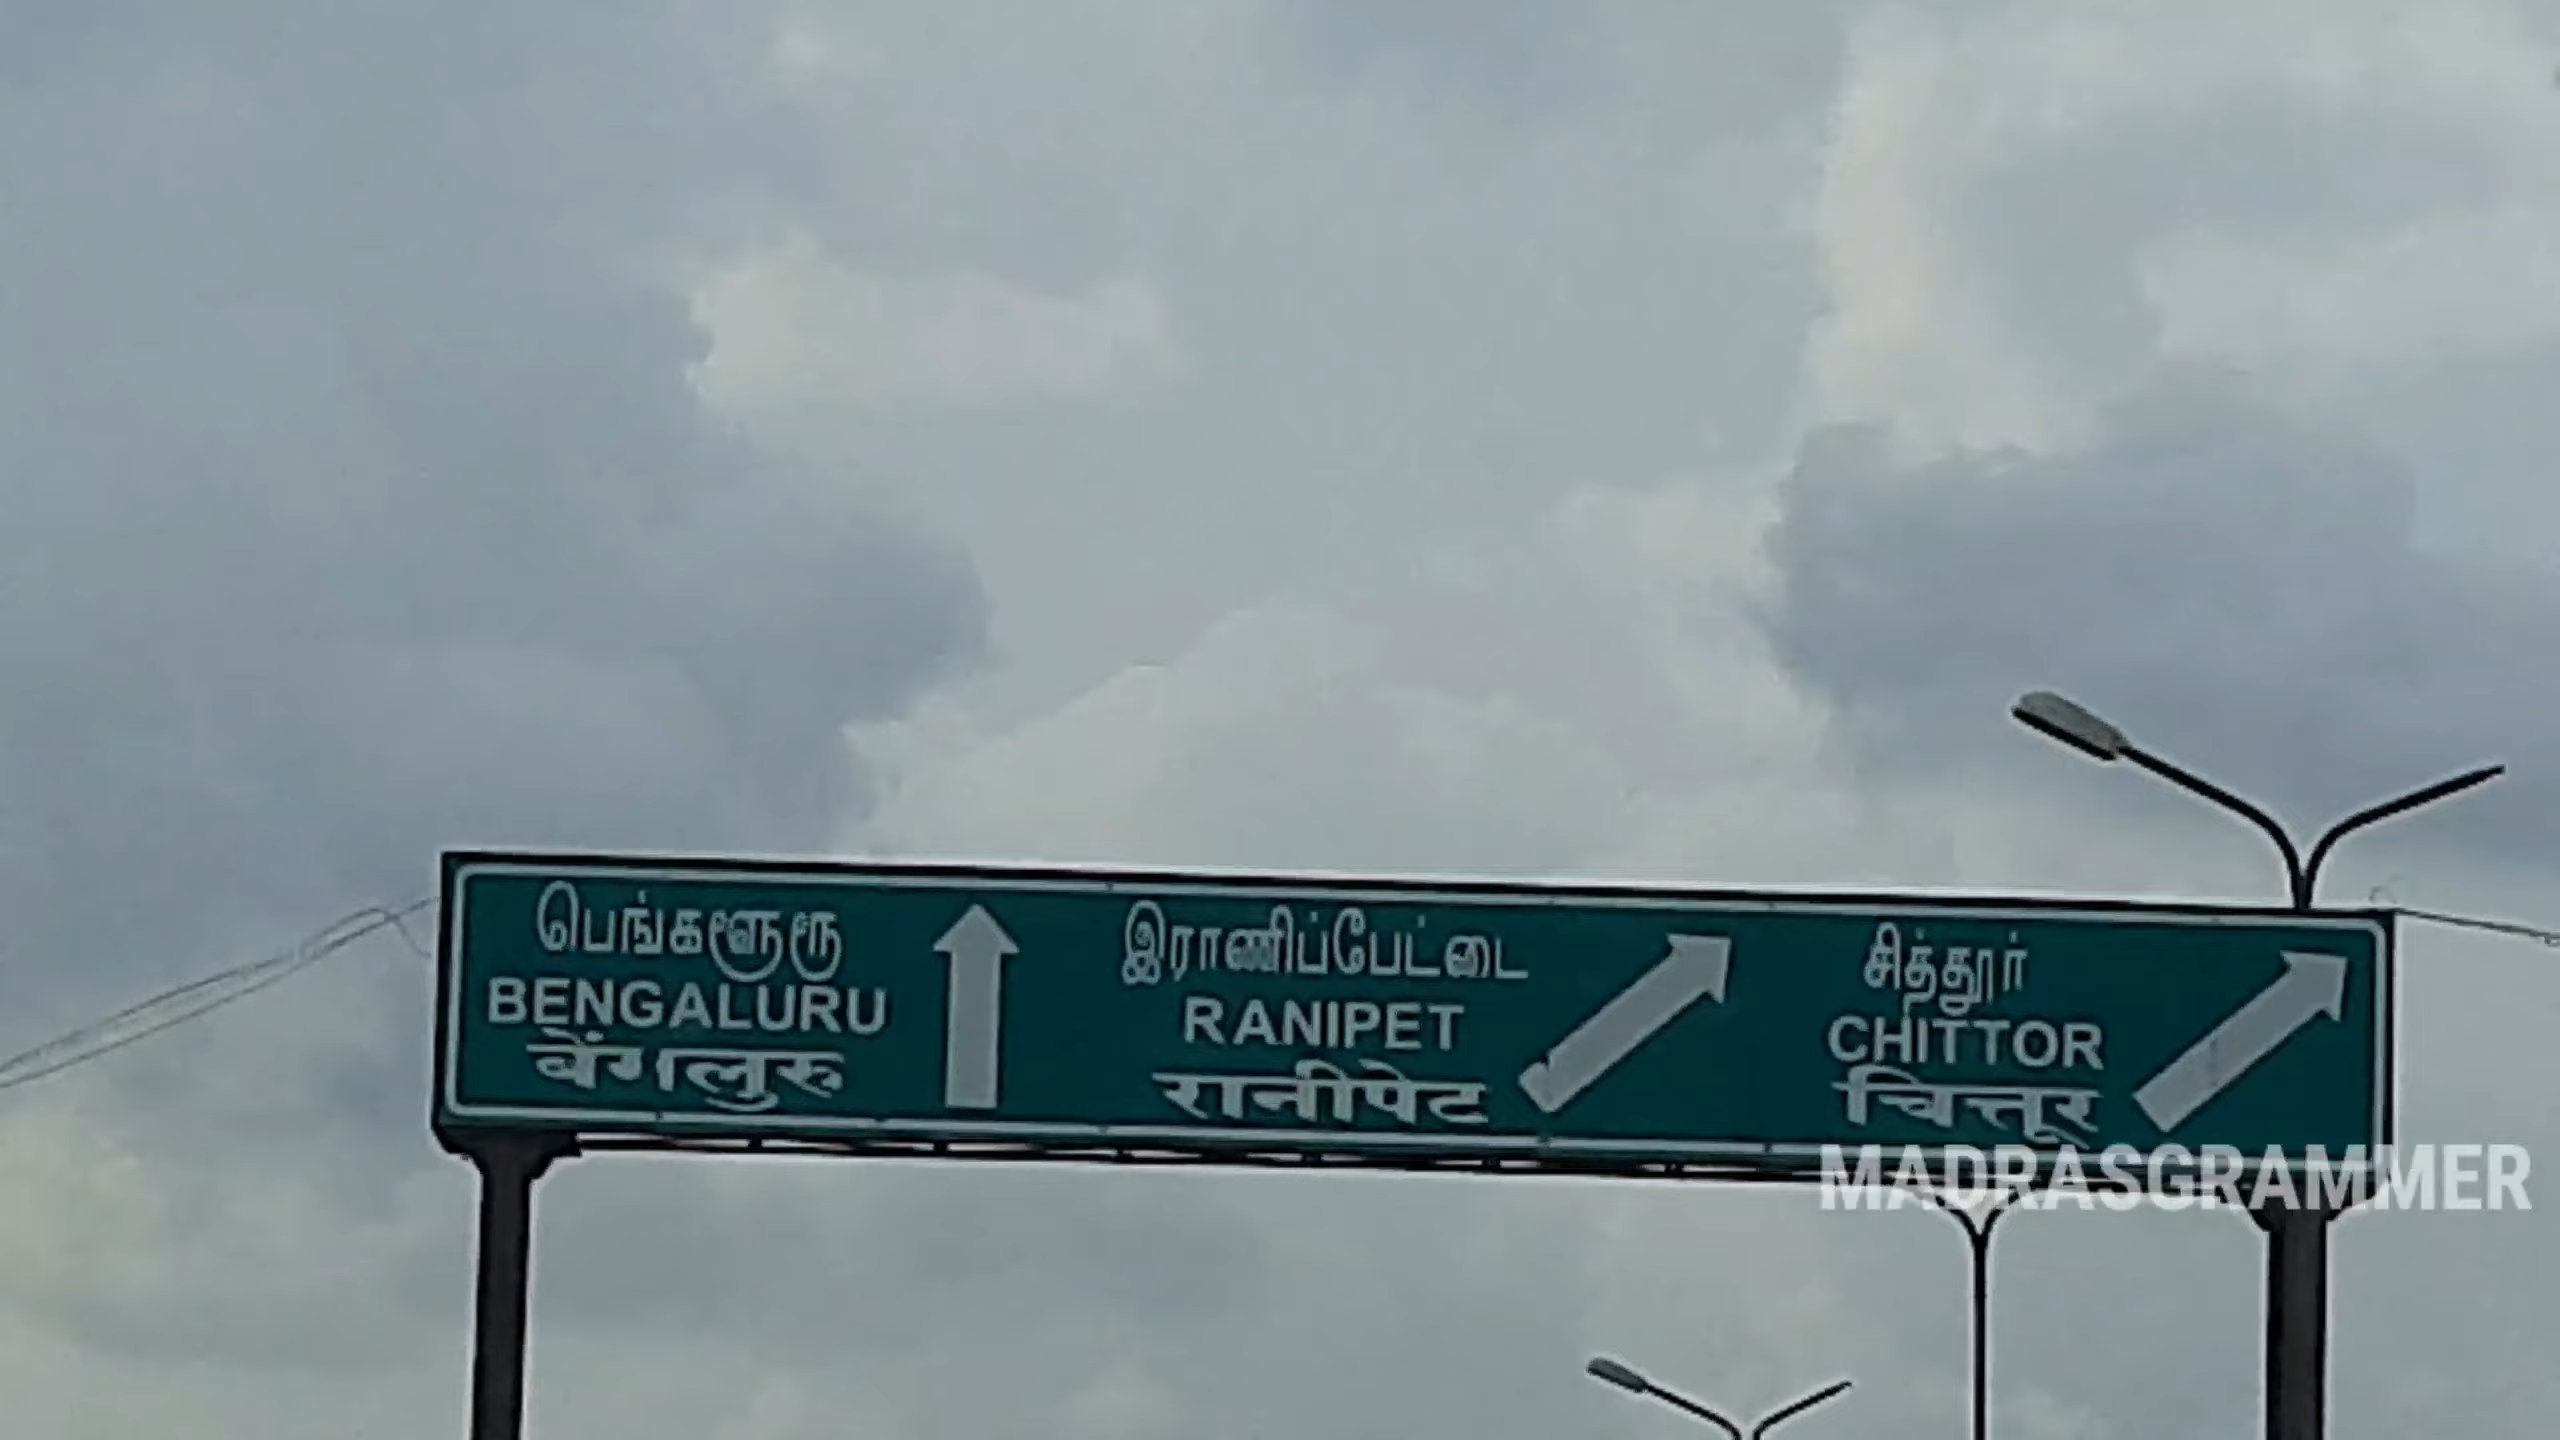 பெங்களூரு
BENGALURU
बेंगलुरु
இராணிப்பேட்டை
RANIPET
रानीपेट
சித்தூர்
CHITTOR
चित्तूर
MADRASGRAMMER